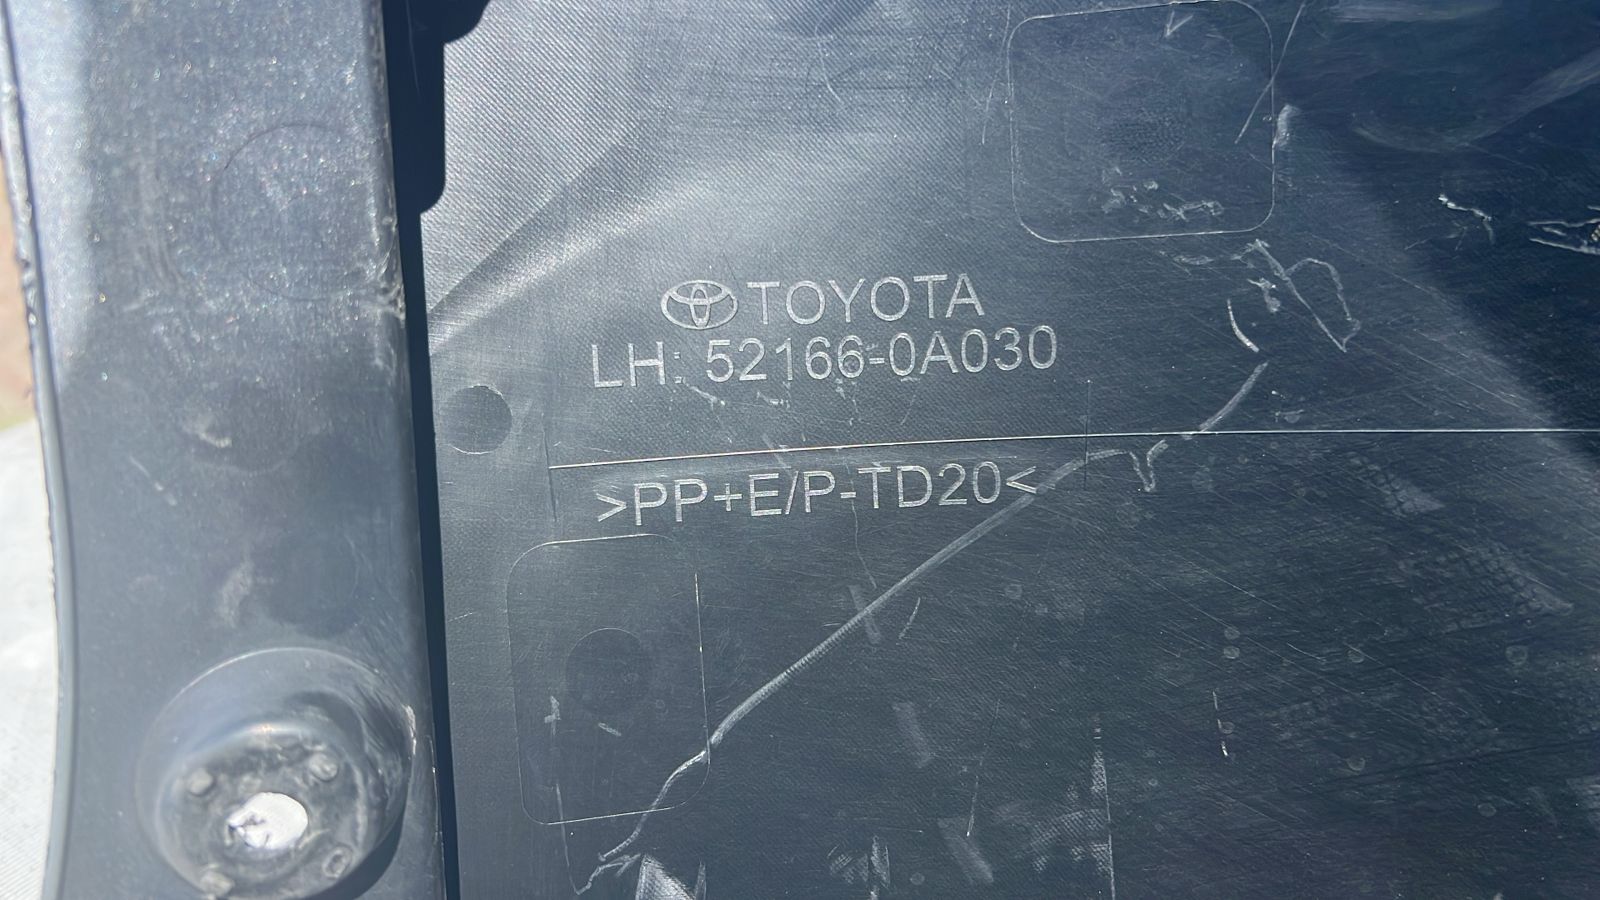 TOYOTA
LH: 52166-0A030
>PP+E/P-TD20<